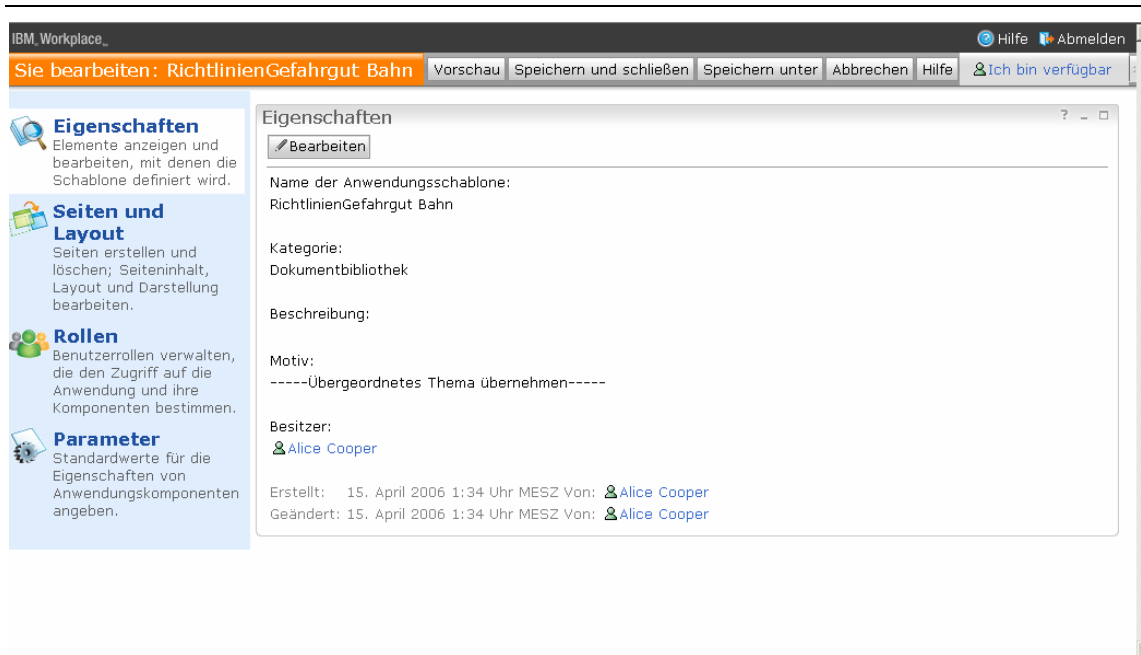 IBM Workplace
Hilfe Abmelden
Sie bearbeiten: RichtlinienGefahrgut Bahn
Vorschau Speichern und schließen Speichern unter Abbrechen Hilfe Ich bin verfügbar
Eigenschaften
Elemente anzeigen und
bearbeiten, mit denen die
Schablone definiert wird.
Seiten und
Layout
Seiten erstellen und
löschen; Seiteninhalt,
Layout und Darstellung
bearbeiten.
Rollen
Benutzerrollen verwalten,
die den Zugriff auf die
Anwendung und ihre
Komponenten bestimmen.
Parameter
Standardwerte für die
Eigenschaften von
Anwendungskomponenten
angeben.
Eigenschaften
Bearbeiten
Name der Anwendungsschablone:
RichtlinienGefahrgut Bahn
Kategorie:
Dokumentbibliothek
Beschreibung:
Motiv:
-----Übergeordnetes Thema übernehmen-----
Besitzer:
Alice Cooper
Erstellt: 15. April 2006 1:34 Uhr MESZ Von: Alice Cooper
Geändert: 15. April 2006 1:34 Uhr MESZ Von: Alice Cooper